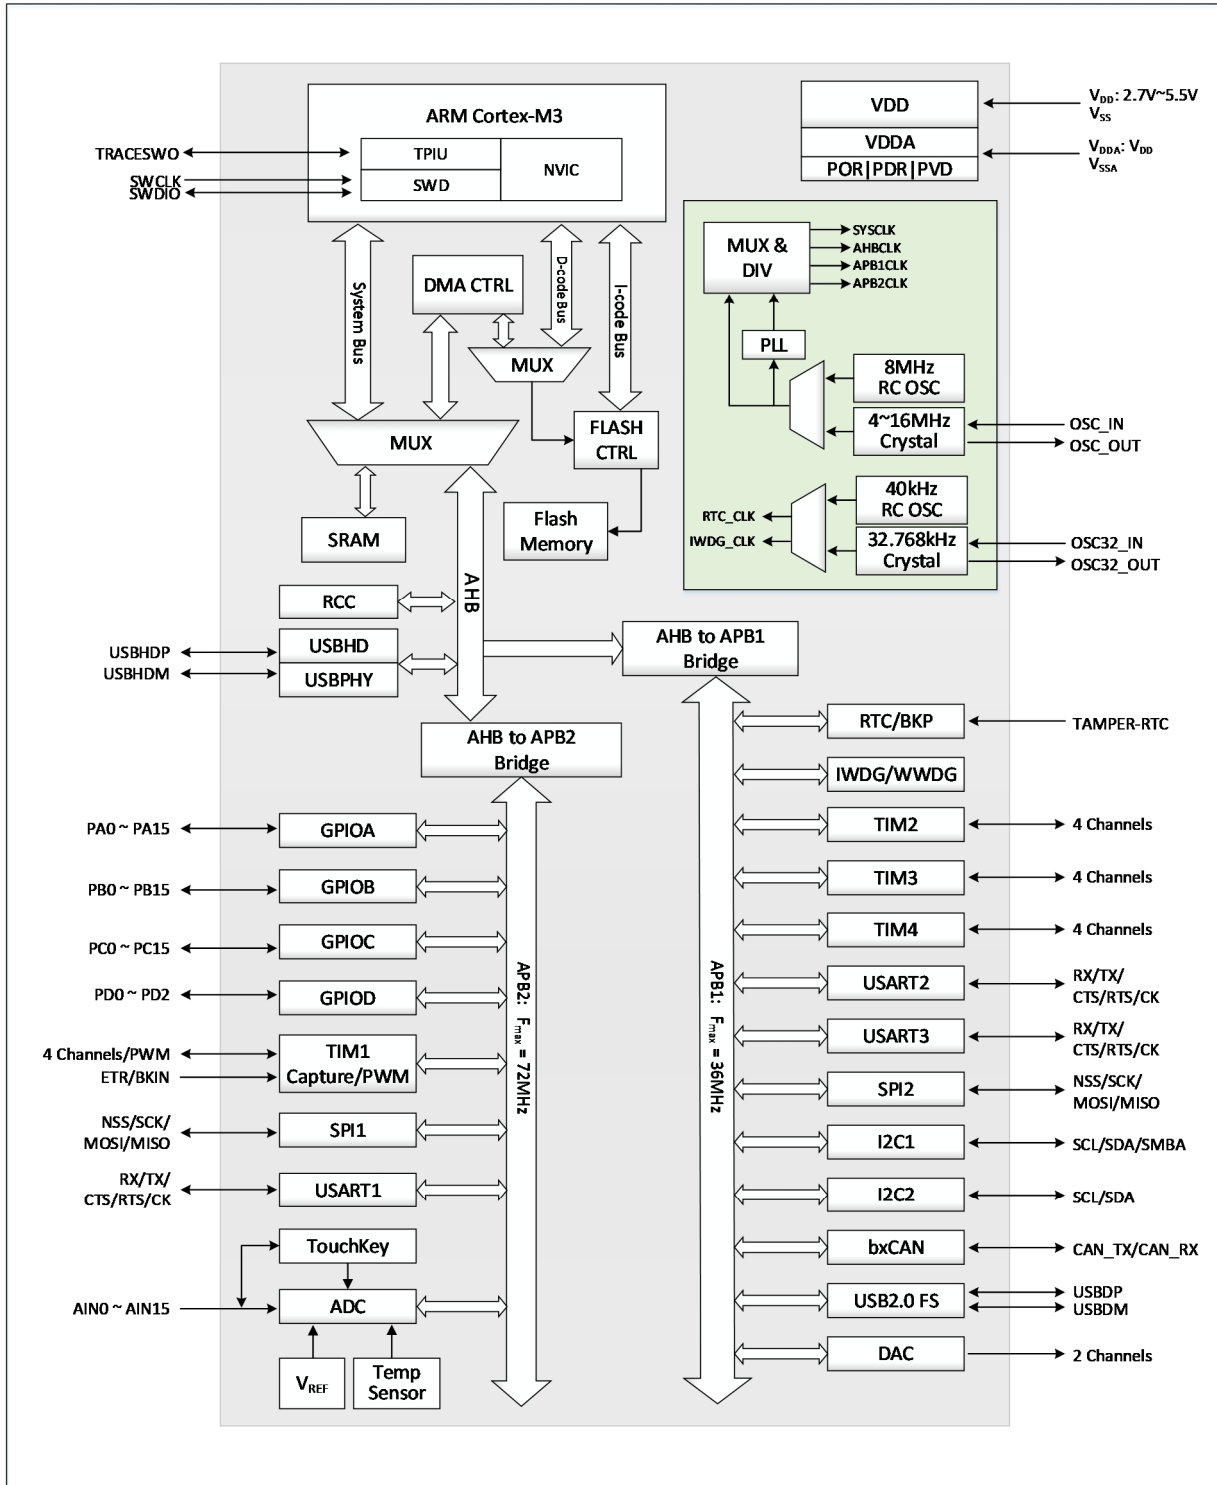 ARM Cortex-M3
TPIU
SWD
NVIC
TRACESWO
SWCLK
SWDIO
VDD
VDDA
POR|PDR|PVD
VDD: 2.7V~5.5V
VSS
VDDA: VDD
VSSA
MUX &
DIV
SYSCLK
AHBCLK
APB1CLK
APB2CLK
PLL
8MHz
RC OSC
4~16MHz
Crystal
OSC_IN
OSC_OUT
40kHz
RC OSC
32.768kHz
Crystal
RTC_CLK
IWDG_CLK
OSC32_IN
OSC32_OUT
System Bus
DMA CTRL
D-code Bus
I-code Bus
MUX
MUX
FLASH
CTRL
SRAM
Flash
Memory
AHB
RCC
USBHD
USBPHY
USBHDP
USBHDM
AHB to APB1
Bridge
AHB to APB2
Bridge
PA0 ~ PA15
GPIOA
PB0 ~ PB15
GPIOB
PC0 ~ PC15
GPIOC
PD0 ~ PD2
GPIOD
4 Channels/PWM
ETR/BKIN
TIM1
Capture/PWM
NSS/SCK/
MOSI/MISO
SPI1
RX/TX/
CTS/RTS/CK
USART1
TouchKey
AIN0 ~ AIN15
ADC
VREF
Temp
Sensor
APB2: Fmax = 72MHz
APB1: Fmax = 36MHz
RTC/BKP
TAMPER-RTC
IWDG/WWDG
TIM2
4 Channels
TIM3
4 Channels
TIM4
4 Channels
USART2
RX/TX/
CTS/RTS/CK
USART3
RX/TX/
CTS/RTS/CK
SPI2
NSS/SCK/
MOSI/MISO
I2C1
SCL/SDA/SMBA
I2C2
SCL/SDA
bxCAN
CAN_TX/CAN_RX
USB2.0 FS
USBDP
USBDM
DAC
2 Channels